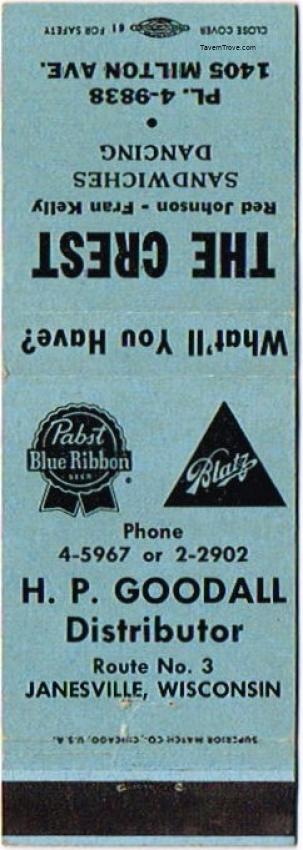 CLOSE COVER 61 FOR SAFETY
TavernTrove.com
1405 MILTON AVE.
PL. 4-9838
•
DANCING
SANDWICHES
Red Johnson - Fran Kelly
THE CREST
What'll You Have?
Pabst
Blue Ribbon
BEER
Blatz
Phone
4-5967 or 2-2902
H. P. GOODALL
Distributor
Route No. 3
JANESVILLE, WISCONSIN
SUPERIOR MATCH CO., CHICAGO, U.S.A.